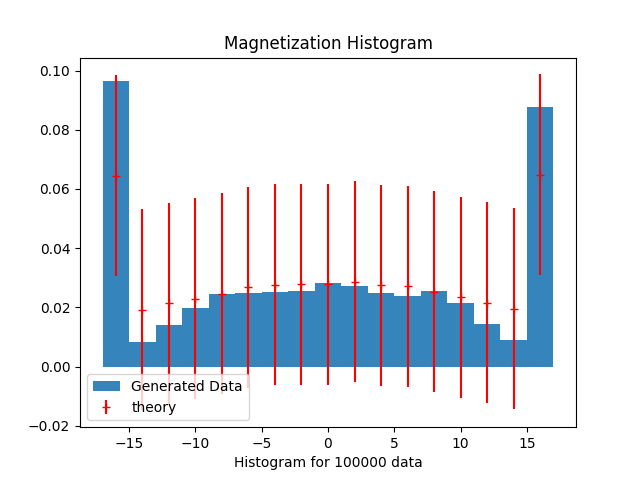 Magnetization Histogram
0.10
0.08
0.06
0.04
0.02
0.00
−0.02
Generated Data
theory
−15 −10 −5 0 5 10 15
Histogram for 100000 data